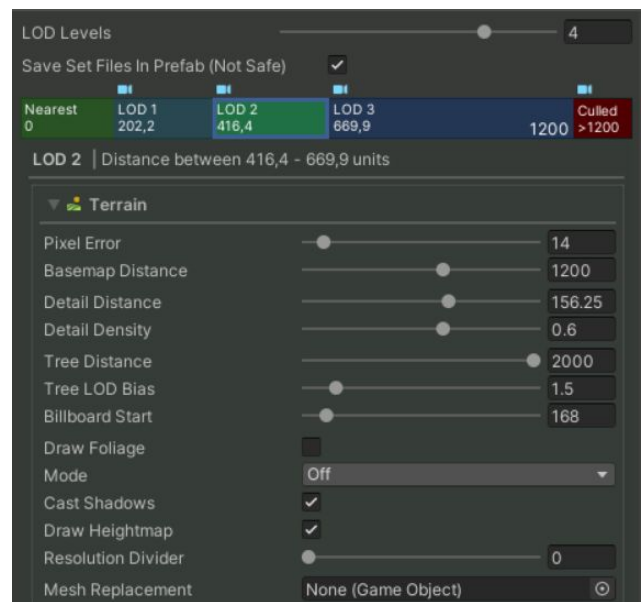 LOD Levels 4
Save Set Files In Prefab (Not Safe)
Nearest LOD 1 LOD 2 LOD 3 Culled
0 202,2 416,4 669,9 1200 >1200
LOD 2 | Distance between 416,4 - 669,9 units
Terrain
Pixel Error 14
Basemap Distance 1200
Detail Distance 156.25
Detail Density 0.6
Tree Distance 2000
Tree LOD Bias 1.5
Billboard Start 168
Draw Foliage
Mode Off
Cast Shadows
Draw Heightmap
Resolution Divider 0
Mesh Replacement None (Game Object)